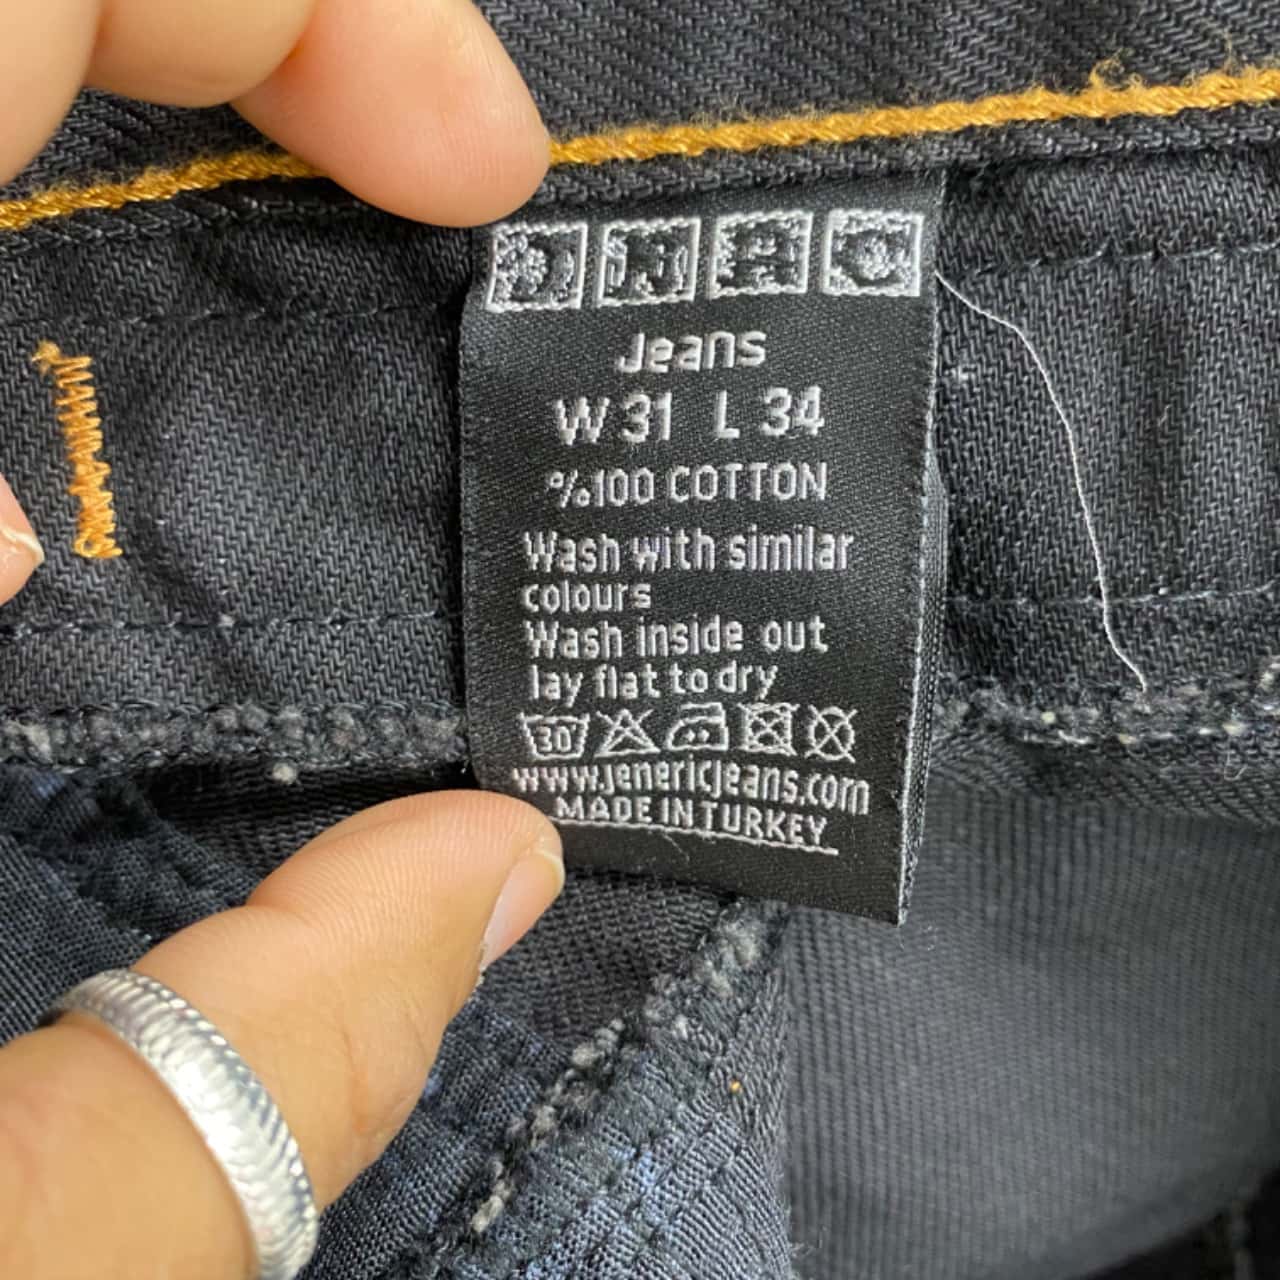 Jeans
W 31 L 34
%100 COTTON
Wash with similar
colours
Wash inside out
lay flat to dry
30°
www.jenericjeans.com
MADE IN TURKEY